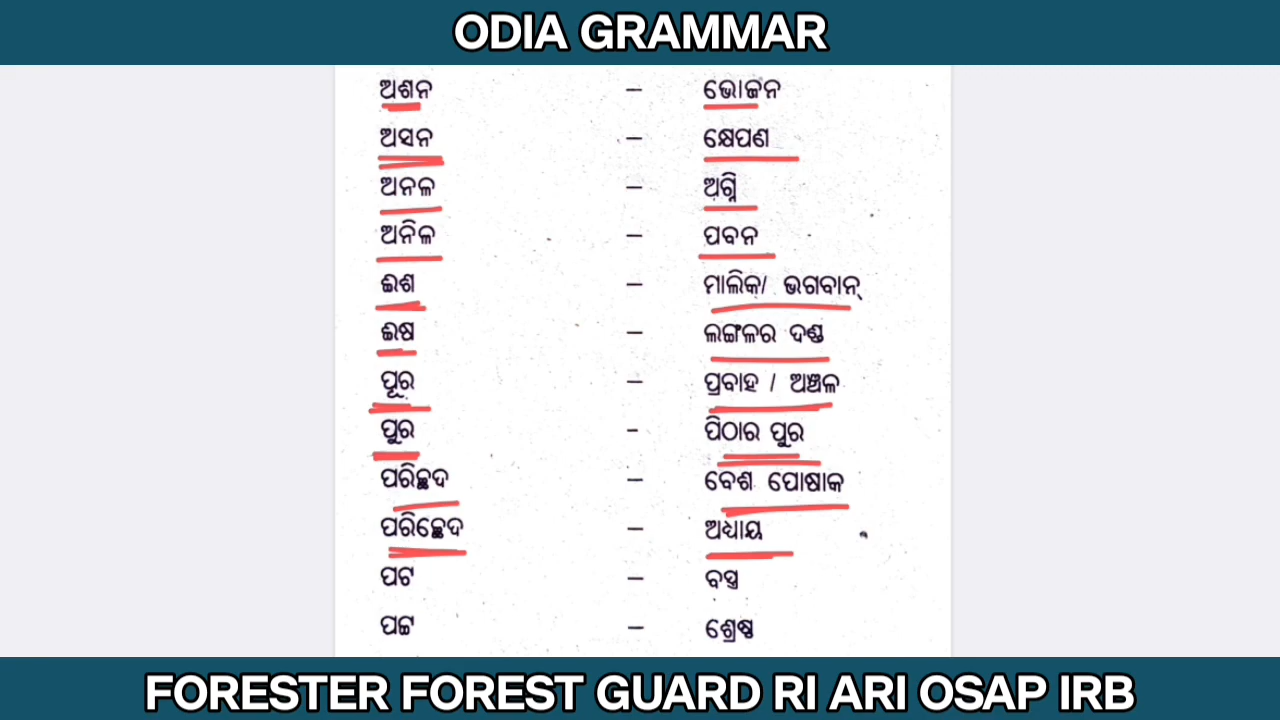 ODIA GRAMMAR
ଅଶନ – ଭୋଜନ
ଅସନ – କ୍ଷେପଣ
ଅନଳ – ଅଗ୍ନି
ଅନିଳ – ପବନ
ଈଶ – ମାଲିକ/ ଭଗବାନ୍
ଈଷ – ଲଙ୍ଗଳର ଦଣ୍ଡ
ପୂର – ପ୍ରବାହ / ଅଞ୍ଚଳ
ପୁର – ପିଠାର ପୁର
ପରିଚ୍ଛଦ – ବେଶ ପୋଷାକ
ପରିଚ୍ଛେଦ – ଅଧ୍ୟାୟ
ପଟ – ବସ୍ତ୍ର
ପଟ୍ଟ – ଶ୍ରେଷ୍ଠ
FORESTER FOREST GUARD RI ARI OSAP IRB